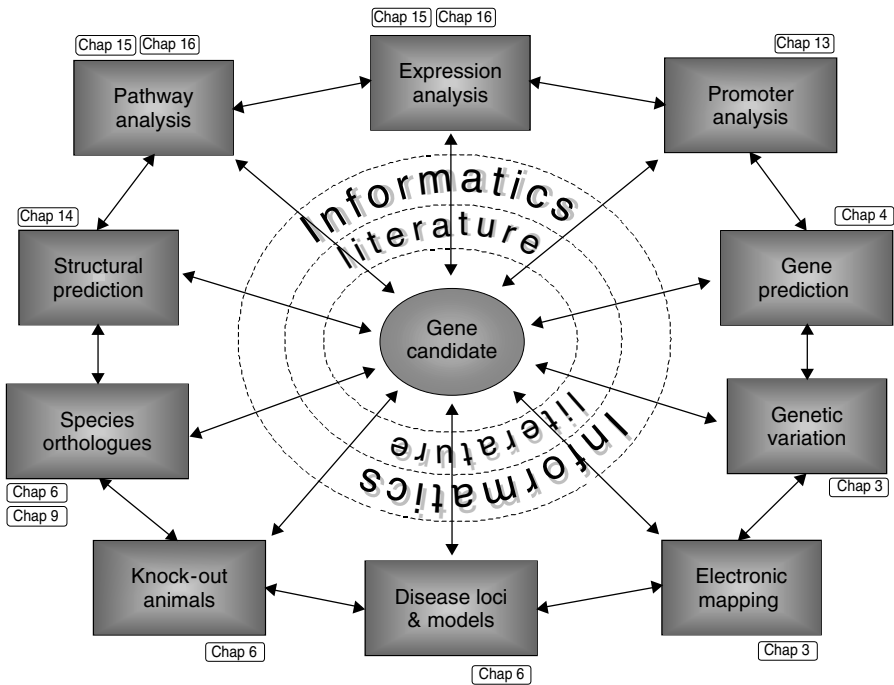 Chap 15 Chap 16
Chap 15 Chap 16
Chap 13
Pathway
analysis
Expression
analysis
Promoter
analysis
Informatics
literature
Chap 14
Chap 4
Structural
prediction
Gene
prediction
Gene
candidate
Species
orthologues
Genetic
variation
literature
Informatics
Chap 6
Chap 9
Chap 3
Knock-out
animals
Disease loci
& models
Electronic
mapping
Chap 6
Chap 6
Chap 3